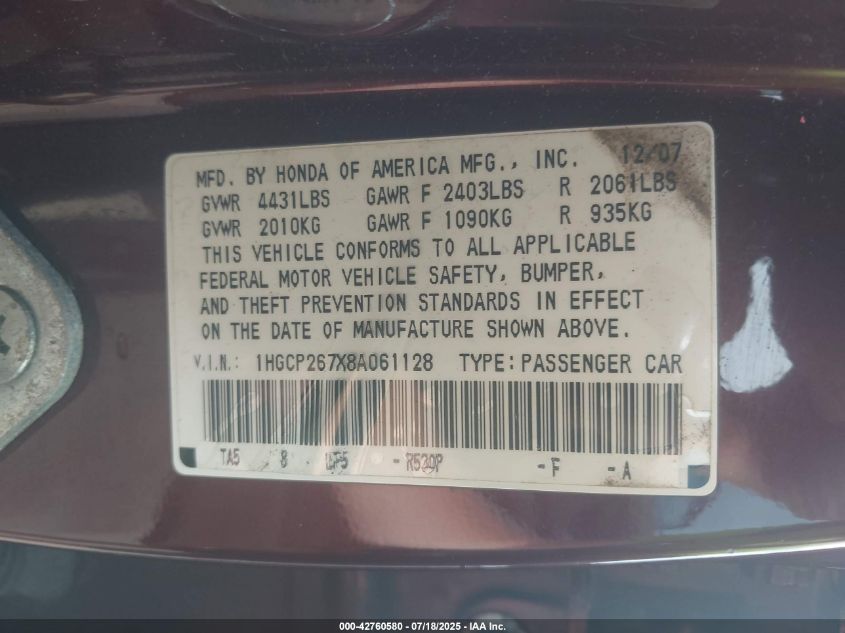 MFD. BY HONDA OF AMERICA MFG., INC. 12/07
GVWR 4431LBS GAWR F 2403LBS R 2061LBS
GVWR 2010KG GAWR F 1090KG R 935KG
THIS VEHICLE CONFORMS TO ALL APPLICABLE
FEDERAL MOTOR VEHICLE SAFETY, BUMPER,
AND THEFT PREVENTION STANDARDS IN EFFECT
ON THE DATE OF MANUFACTURE SHOWN ABOVE.
V.I.N.: 1HGCP267X8A061128 TYPE: PASSENGER CAR
TA5 8 - R530P -F -A
000-42760580 - 07/18/2025 - IAA Inc.